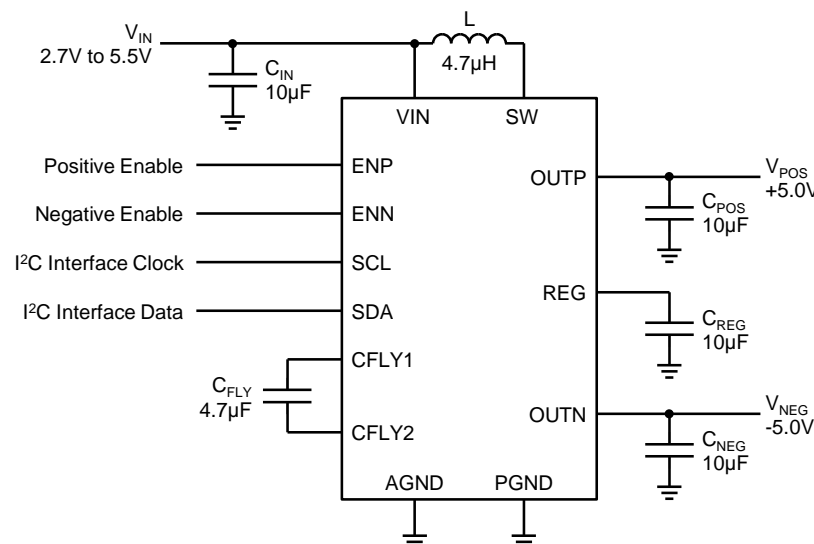 L
V_IN
2.7V to 5.5V
C_IN
10µF
4.7µH
VIN
SW
Positive Enable
ENP
OUTP
V_POS
+5.0V
C_POS
10µF
Negative Enable
ENN
I²C Interface Clock
SCL
REG
I²C Interface Data
SDA
C_REG
10µF
CFLY1
C_FLY
4.7µF
CFLY2
OUTN
V_NEG
-5.0V
C_NEG
10µF
AGND
PGND